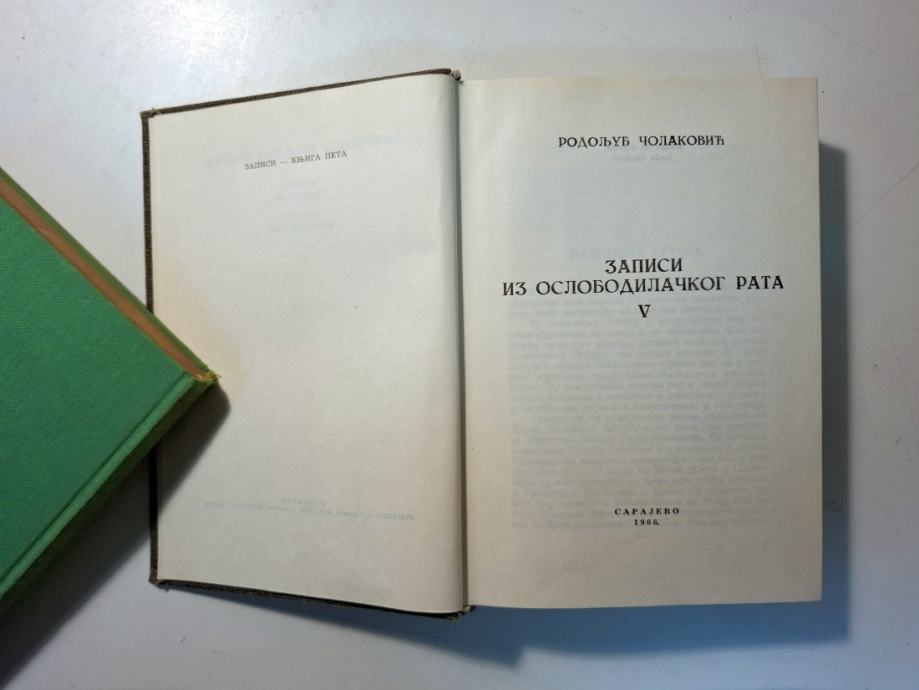 ЗАПИСИ — КЊИГА ПЕТА
РОДОЉУБ ЧОЛАКОВИЋ
ЗАПИСИ
ИЗ ОСЛОБОДИЛАЧКОГ РАТА
V
САРАЈЕВО
1966.